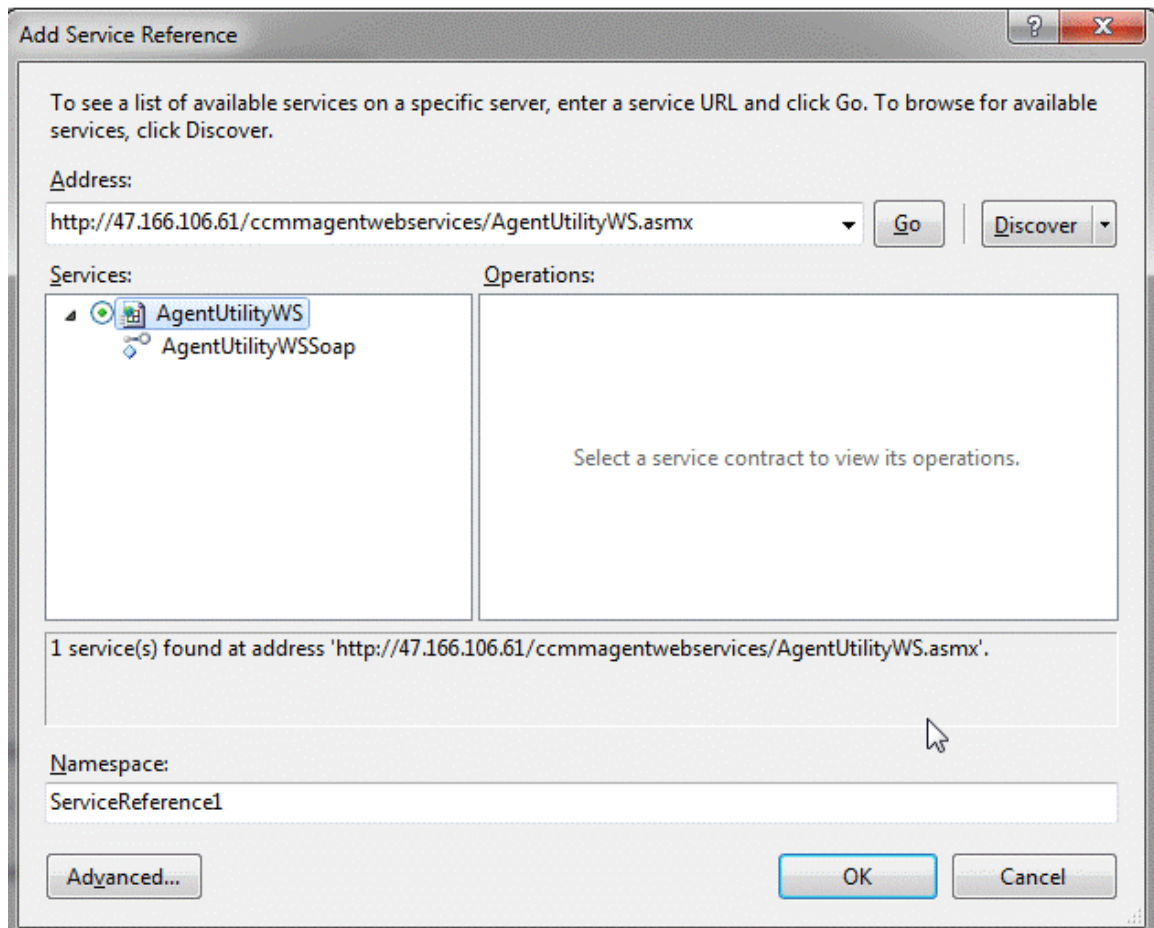 Add Service Reference
To see a list of available services on a specific server, enter a service URL and click Go. To browse for available
services, click Discover.
Address:
http://47.166.106.61/ccmmagentwebservices/AgentUtilityWS.asmx
Go
Discover
Services:
Operations:
AgentUtilityWS
AgentUtilityWSSoap
Select a service contract to view its operations.
1 service(s) found at address 'http://47.166.106.61/ccmmagentwebservices/AgentUtilityWS.asmx'.
Namespace:
ServiceReference1
Advanced...
OK
Cancel